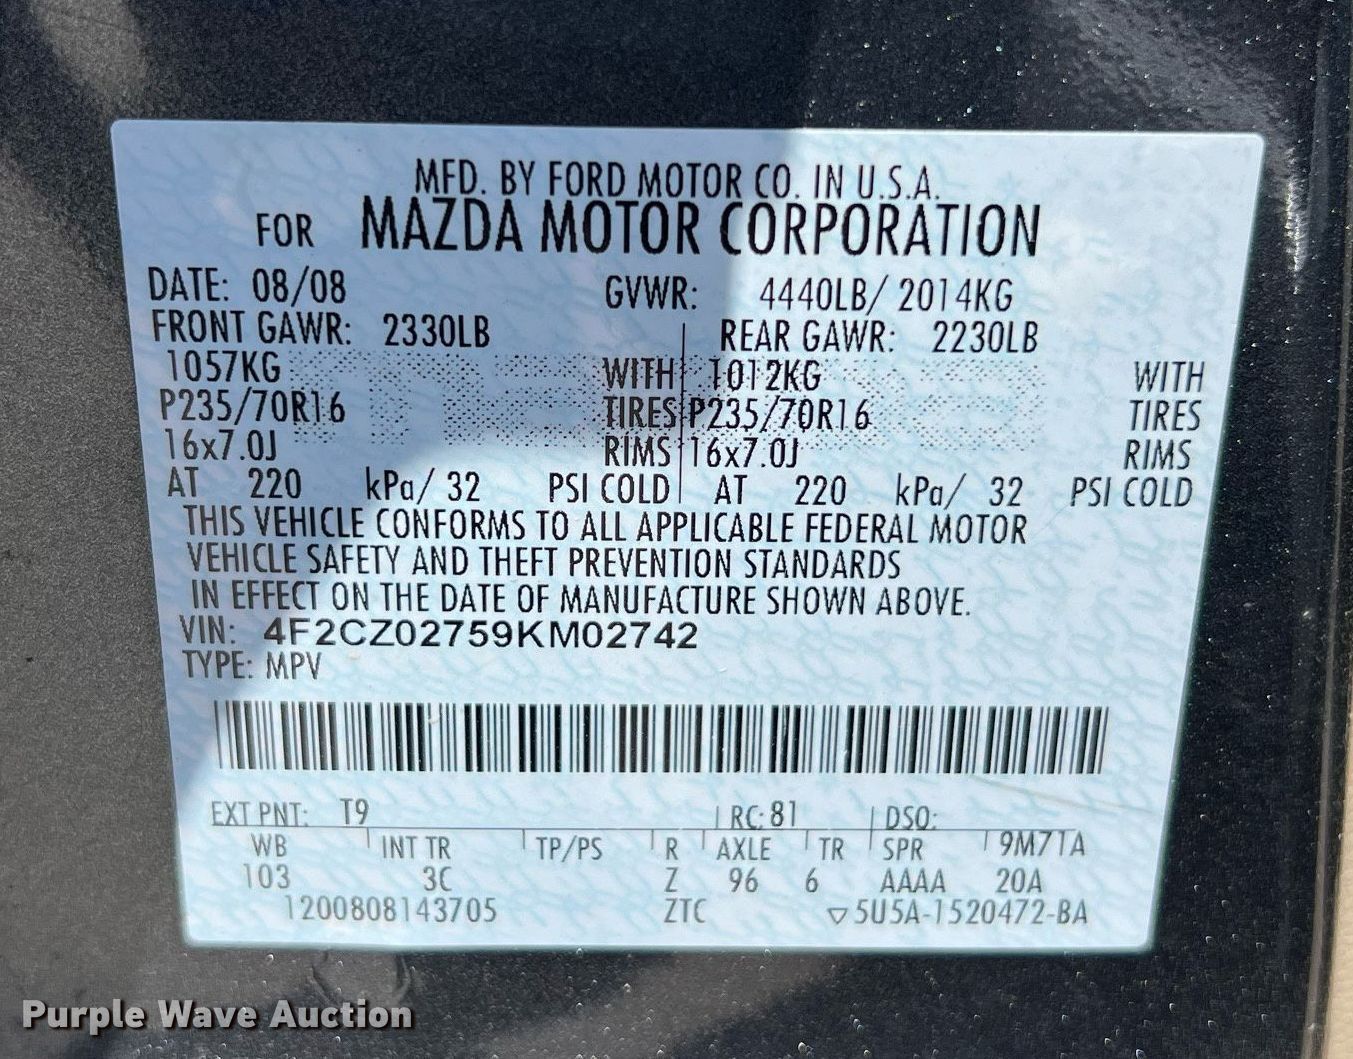 MFD. BY FORD MOTOR CO. IN U.S.A.
FOR MAZDA MOTOR CORPORATION
DATE: 08/08 GVWR: 4440LB/ 2014KG
FRONT GAWR: 2330LB REAR GAWR: 2230LB
1057KG WITH 1012KG WITH
P235/70R16 TIRES P235/70R16 TIRES
16x7.0J RIMS 16x7.0J RIMS
AT 220 kPa/ 32 PSI COLD AT 220 kPa/ 32 PSI COLD
THIS VEHICLE CONFORMS TO ALL APPLICABLE FEDERAL MOTOR
VEHICLE SAFETY AND THEFT PREVENTION STANDARDS
IN EFFECT ON THE DATE OF MANUFACTURE SHOWN ABOVE.
VIN: 4F2CZ02759KM02742
TYPE: MPV
EXT PNT: T9 RC: 81 DSO:
WB INT TR TP/PS R AXLE TR SPR 9M71A
103 3C Z 96 6 AAAA 20A
1200808143705 ZTC ▽5U5A-1520472-BA
Purple Wave Auction